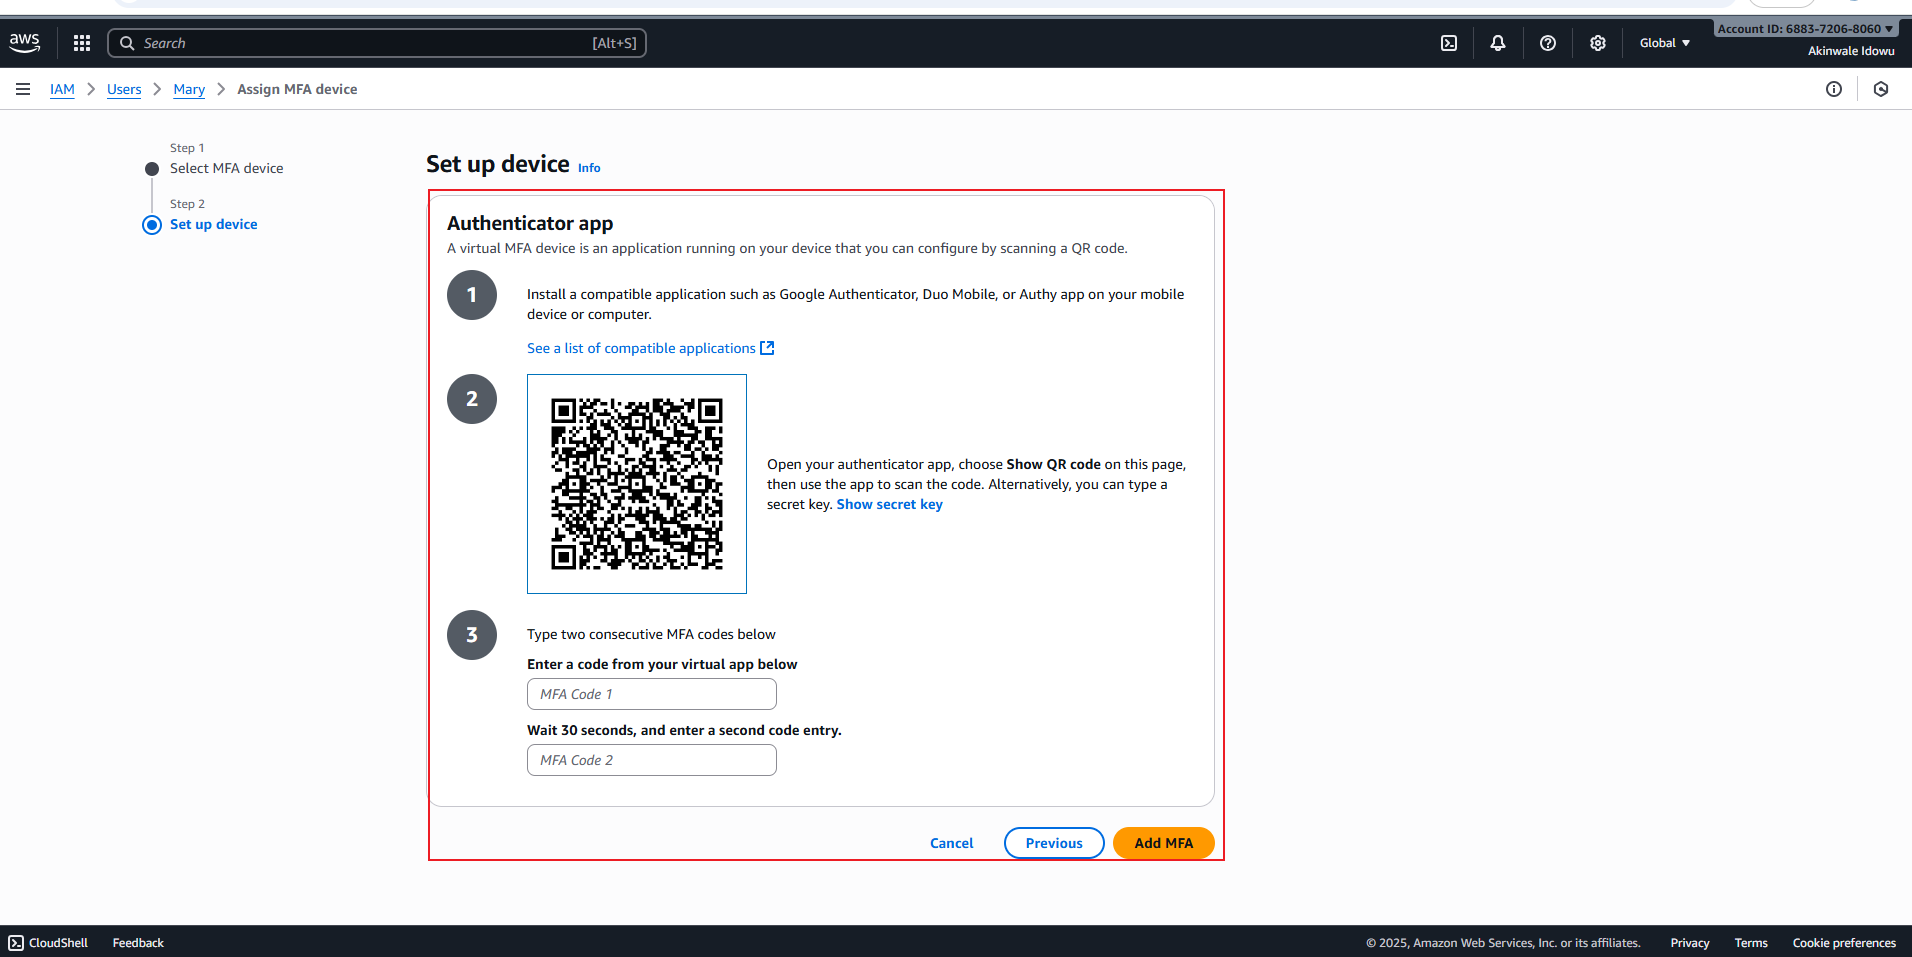 aws
Search
[Alt+S]
Global
Account ID: 6883-7206-8060
Akinwale Idowu
IAM
Users
Mary
Assign MFA device
Step 1
Select MFA device
Step 2
Set up device
Set up device Info
Authenticator app
A virtual MFA device is an application running on your device that you can configure by scanning a QR code.
1
Install a compatible application such as Google Authenticator, Duo Mobile, or Authy app on your mobile
device or computer.
See a list of compatible applications
2
Open your authenticator app, choose Show QR code on this page,
then use the app to scan the code. Alternatively, you can type a
secret key. Show secret key
3
Type two consecutive MFA codes below
Enter a code from your virtual app below
MFA Code 1
Wait 30 seconds, and enter a second code entry.
MFA Code 2
Cancel
Previous
Add MFA
CloudShell
Feedback
© 2025, Amazon Web Services, Inc. or its affiliates.
Privacy
Terms
Cookie preferences